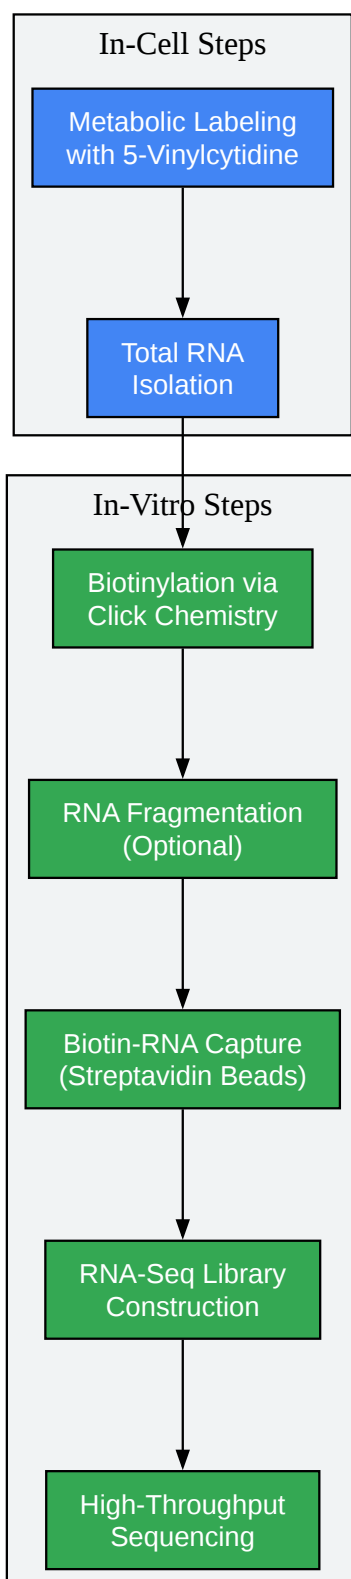 In-Cell Steps
Metabolic Labeling
with 5-Vinylcytidine
Total RNA
Isolation
In-Vitro Steps
Biotinylation via
Click Chemistry
RNA Fragmentation
(Optional)
Biotin-RNA Capture
(Streptavidin Beads)
RNA-Seq Library
Construction
High-Throughput
Sequencing